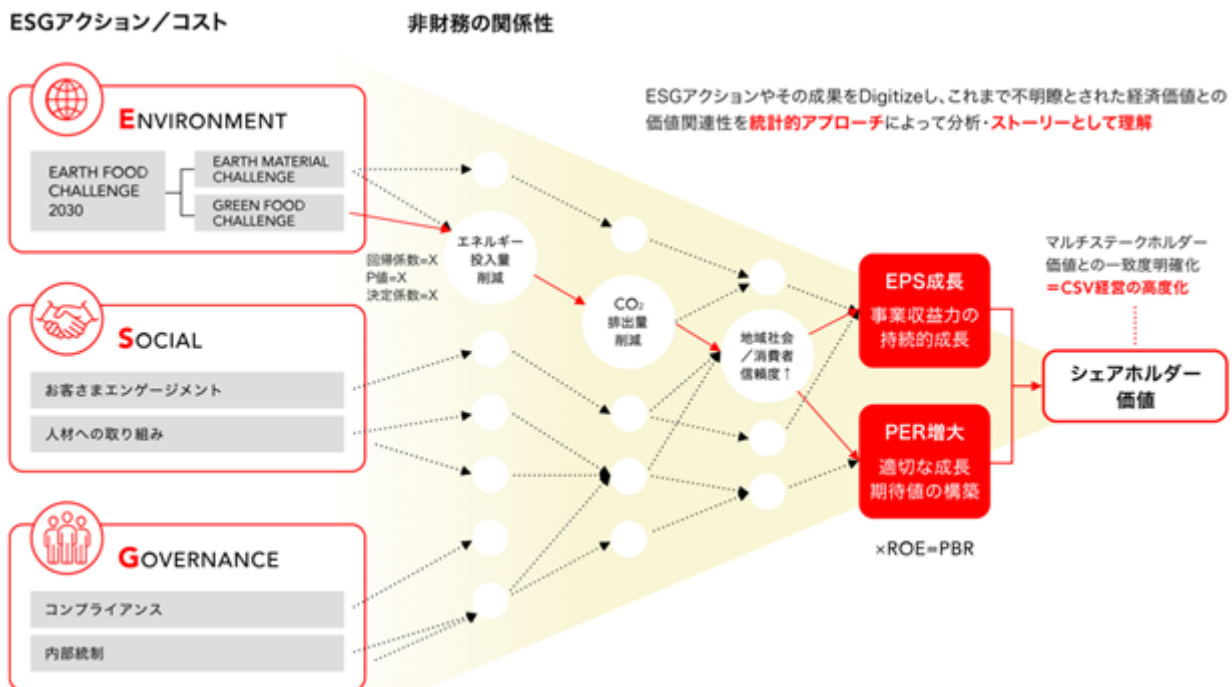 ESGアクション／コスト
非財務の関係性
ESGアクションやその成果をDigitizeし、これまで不明瞭とされた経済価値との
価値関連性を統計的アプローチによって分析・ストーリーとして理解
ENVIRONMENT
EARTH FOOD
CHALLENGE
2030
EARTH MATERIAL
CHALLENGE
GREEN FOOD
CHALLENGE
回帰係数=X
P値=X
決定係数=X
エネルギー
投入量
削減
CO₂
排出量
削減
地域社会
／消費者
信頼度↑
EPS成長
事業収益力の
持続的成長
PER増大
適切な成長
期待値の構築
×ROE=PBR
マルチステークホルダー
価値との一致度明確化
＝CSV経営の高度化
シェアホルダー
価値
SOCIAL
お客さまエンゲージメント
人材への取り組み
GOVERNANCE
コンプライアンス
内部統制